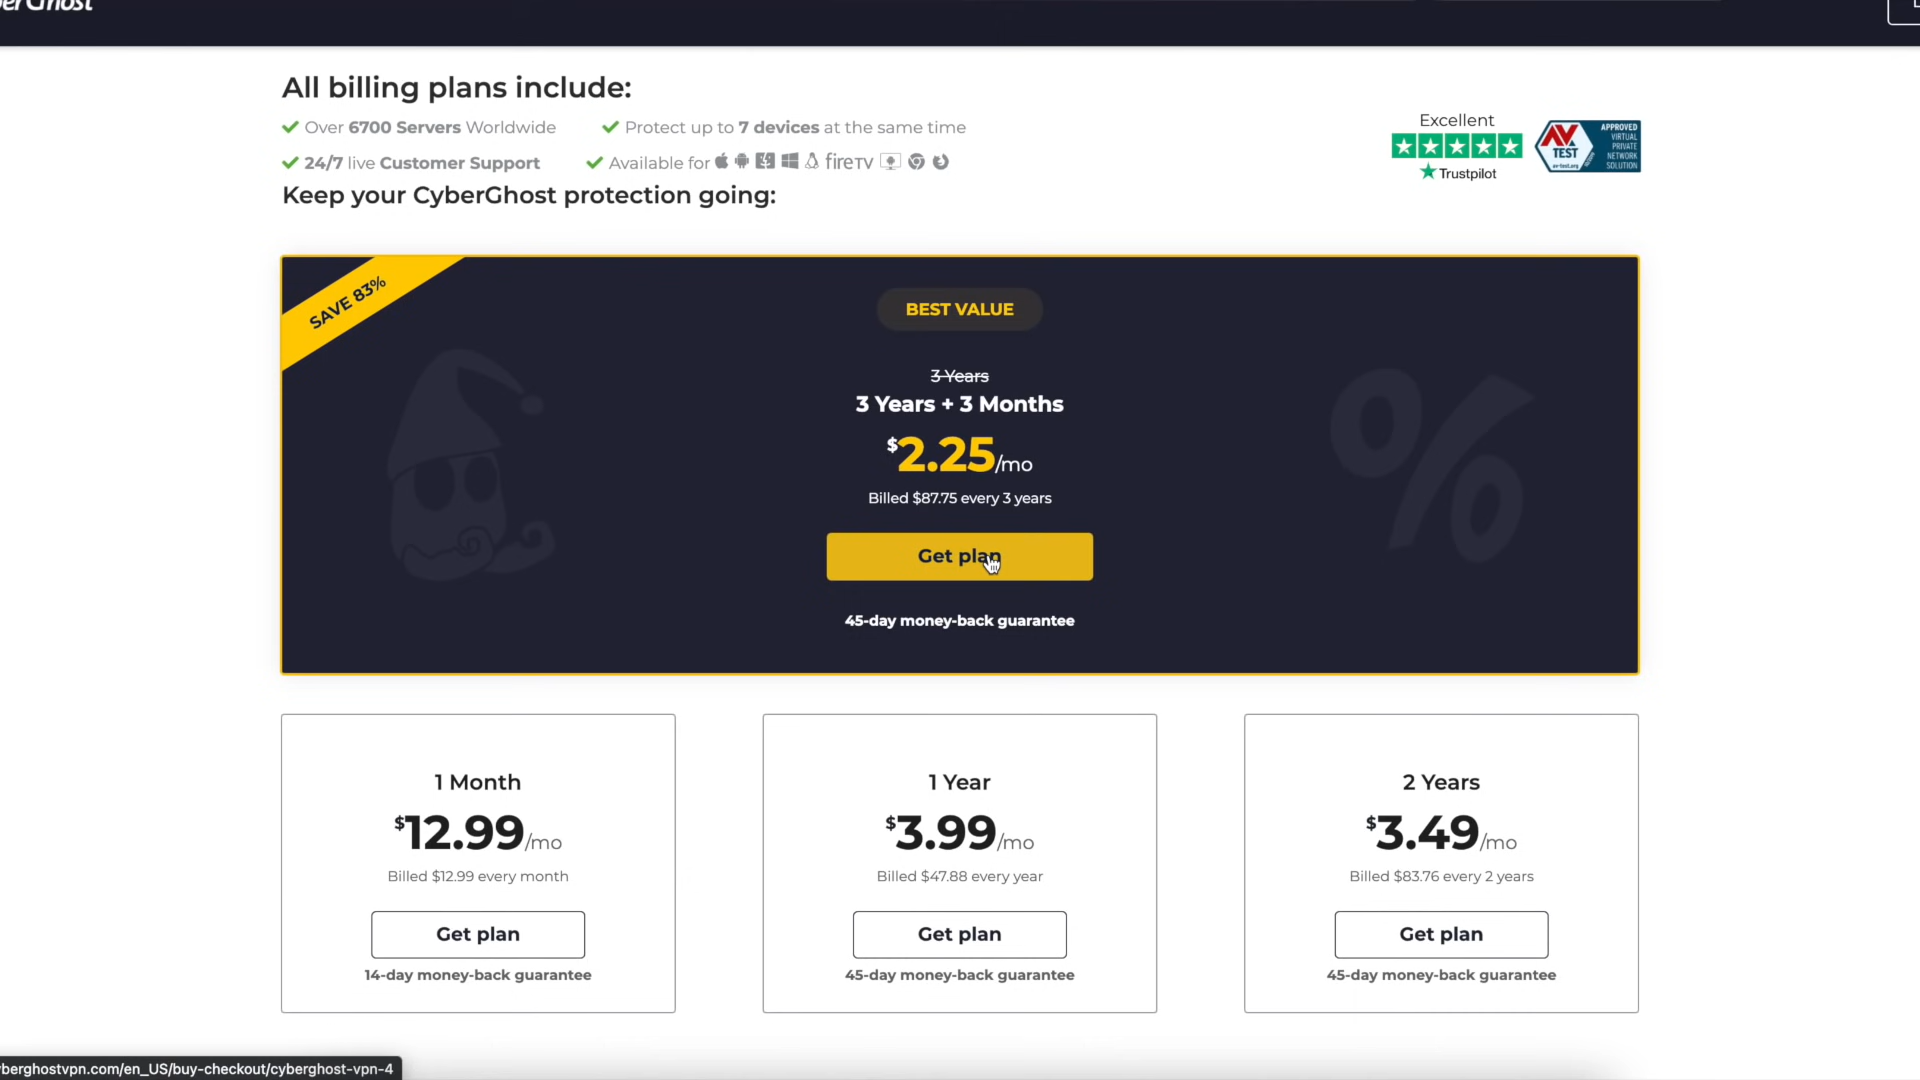 All billing plans include:
Over 6700 Servers Worldwide
Protect up to 7 devices at the same time
24/7 live Customer Support
Available for fireTV
Keep your CyberGhost protection going:
Excellent
Trustpilot
AV TEST
av-test.org
APPROVED
VIRTUAL
PRIVATE
NETWORK
SOLUTION
SAVE 83%
BEST VALUE
3 Years
3 Years + 3 Months
$2.25/mo
Billed $87.75 every 3 years
Get plan
45-day money-back guarantee
1 Month
$12.99/mo
Billed $12.99 every month
Get plan
14-day money-back guarantee
1 Year
$3.99/mo
Billed $47.88 every year
Get plan
45-day money-back guarantee
2 Years
$3.49/mo
Billed $83.76 every 2 years
Get plan
45-day money-back guarantee
berghostvpn.com/en_US/buy-checkout/cyberghost-vpn-4